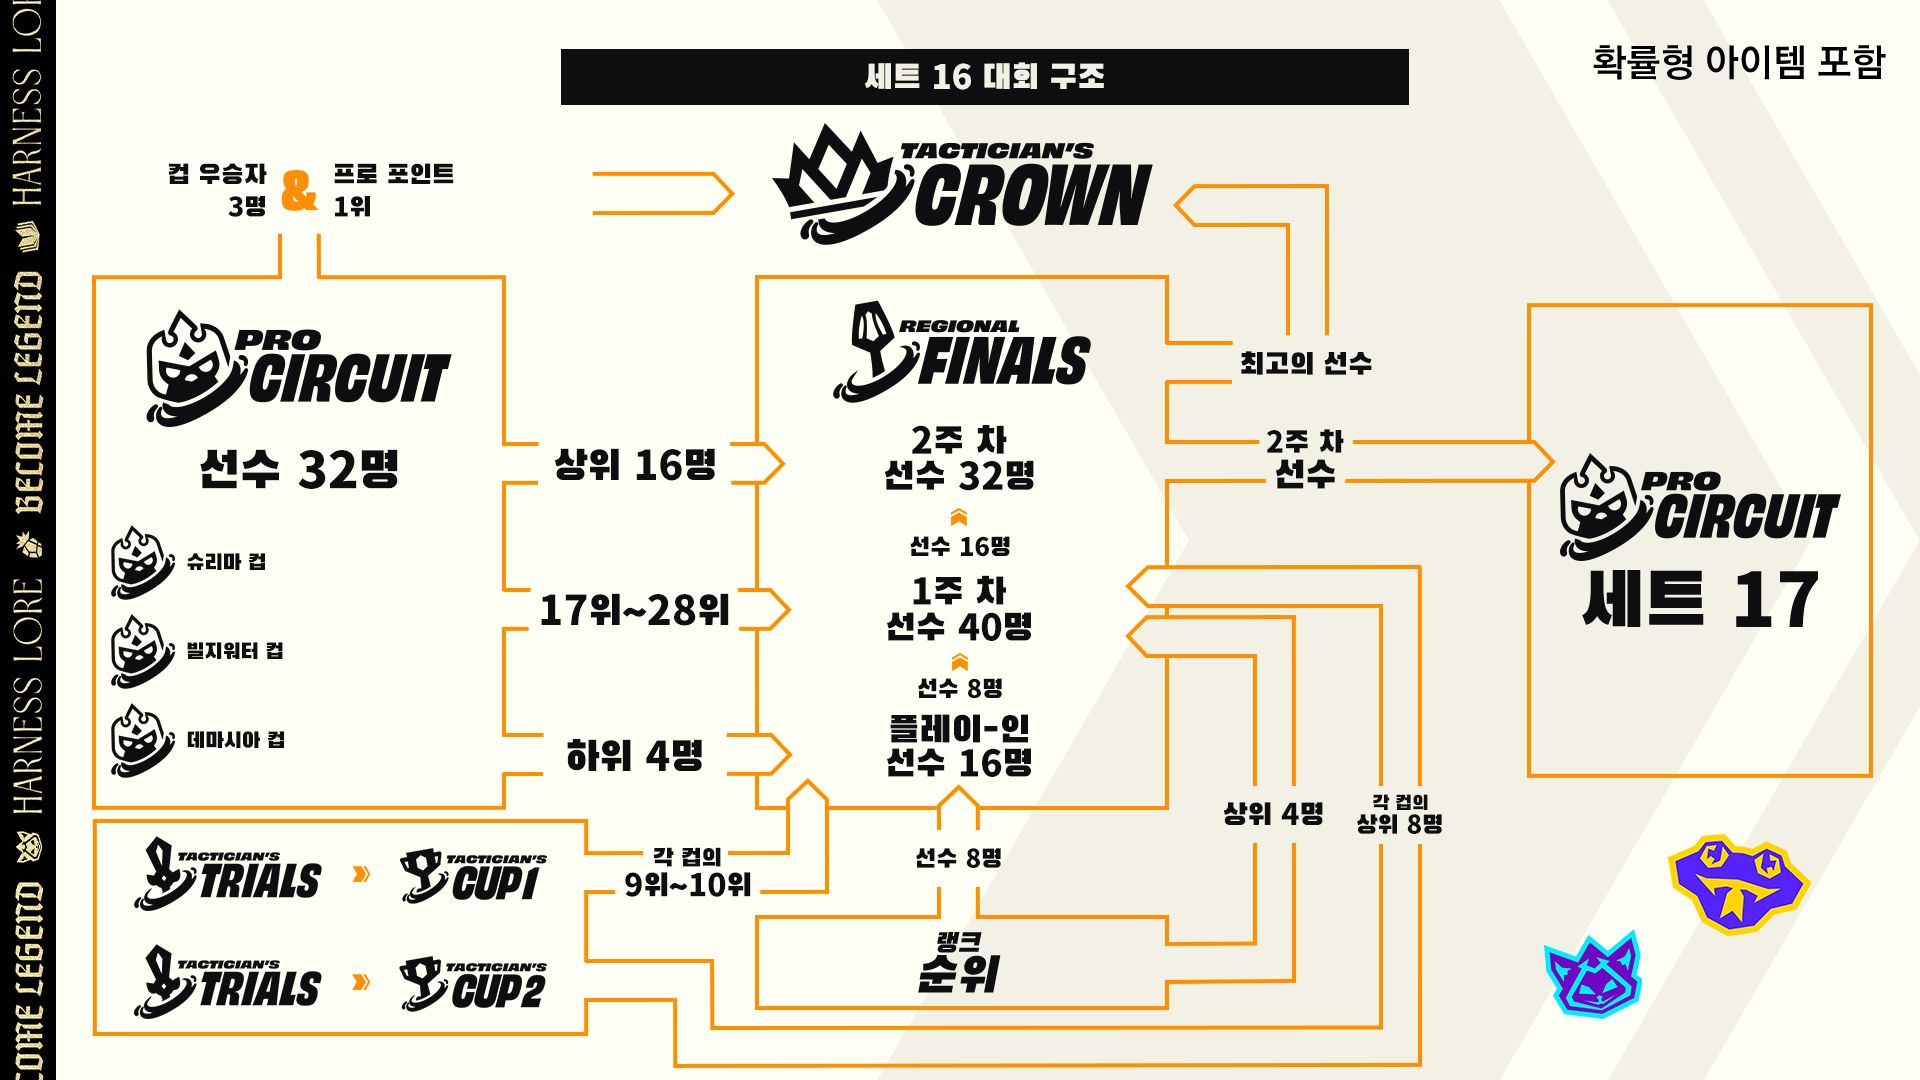 HARNESS LORE
BECOME LEGEND
HARNESS LORE
COME LEGEND
세트 16 대회 구조
확률형 아이템 포함
컵 우승자
3명
&
프로 포인트
1위
TACTICIAN'S
CROWN
PRO
CIRCUIT
선수 32명
슈리마 컵
빌지워터 컵
데마시아 컵
상위 16명
17위~28위
하위 4명
REGIONAL
FINALS
2주 차
선수 32명
선수 16명
1주 차
선수 40명
선수 8명
플레이-인
선수 16명
최고의 선수
2주 차
선수
PRO
CIRCUIT
세트 17
TACTICIAN'S
TRIALS
TACTICIAN'S
CUP 1
TACTICIAN'S
TRIALS
TACTICIAN'S
CUP 2
각 컵의
9위~10위
선수 8명
랭크
순위
상위 4명
각 컵의
상위 8명